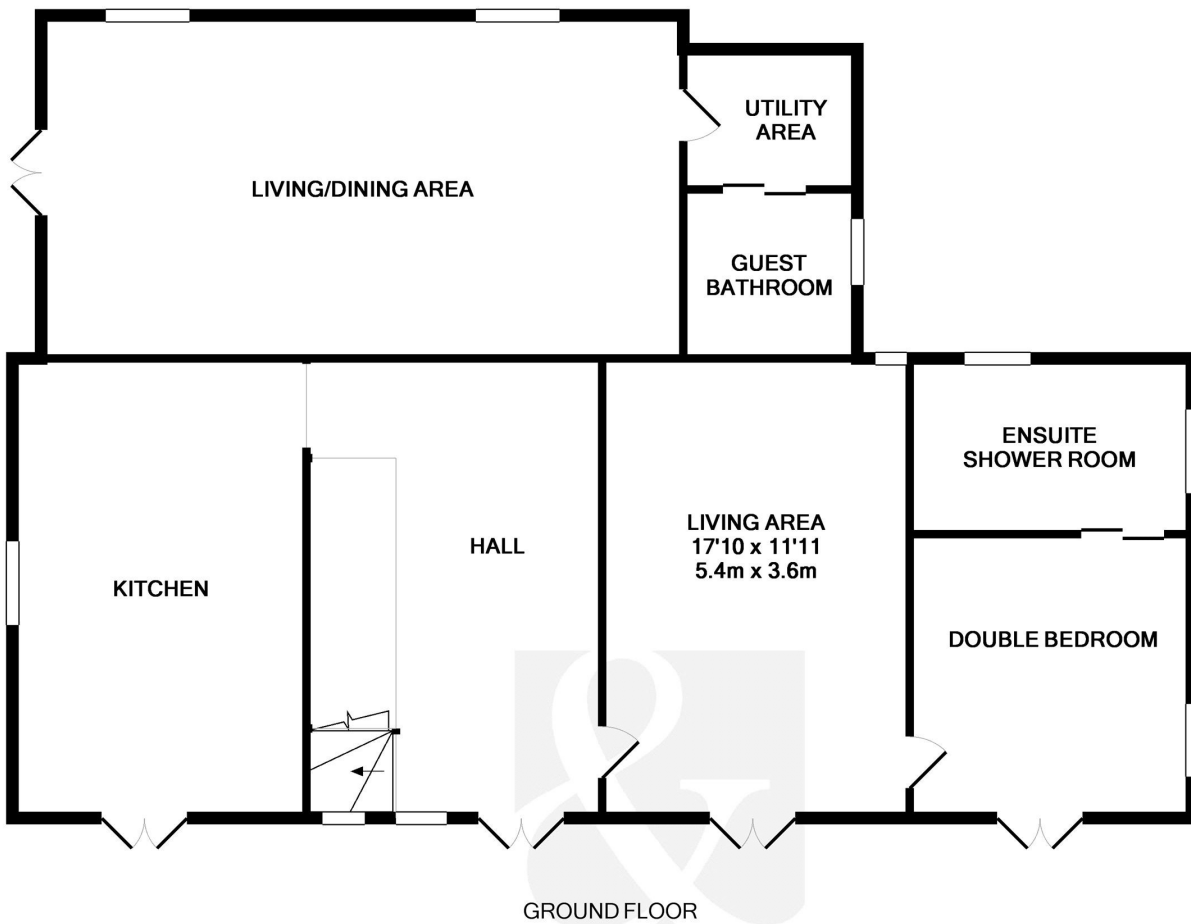 LIVING/DINING AREA
UTILITY
AREA
GUEST
BATHROOM
KITCHEN
HALL
LIVING AREA
17'10 x 11'11
5.4m x 3.6m
ENSUITE
SHOWER ROOM
DOUBLE BEDROOM
&
GROUND FLOOR